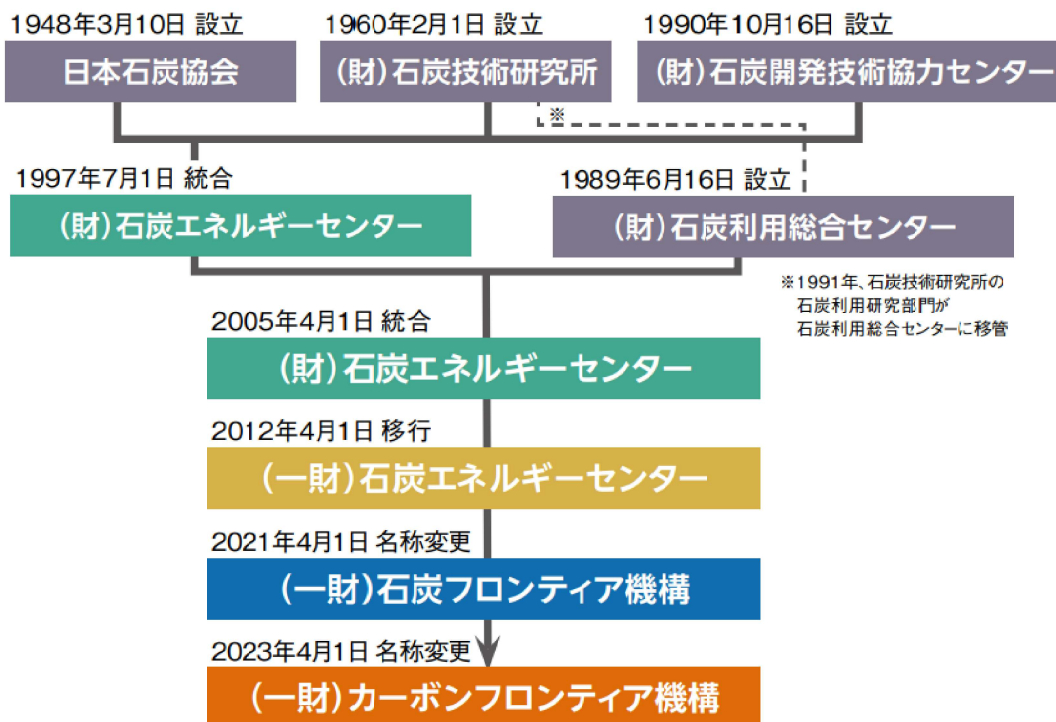 1948年3月10日 設立
日本石炭協会
1960年2月1日 設立
(財)石炭技術研究所
1990年10月16日 設立
(財)石炭開発技術協力センター
※
1997年7月1日 統合
(財)石炭エネルギーセンター
1989年6月16日 設立
(財)石炭利用総合センター
※1991年、石炭技術研究所の
石炭利用研究部門が
石炭利用総合センターに移管
2005年4月1日 統合
(財)石炭エネルギーセンター
2012年4月1日 移行
(一財)石炭エネルギーセンター
2021年4月1日 名称変更
(一財)石炭フロンティア機構
2023年4月1日 名称変更
(一財)カーボンフロンティア機構